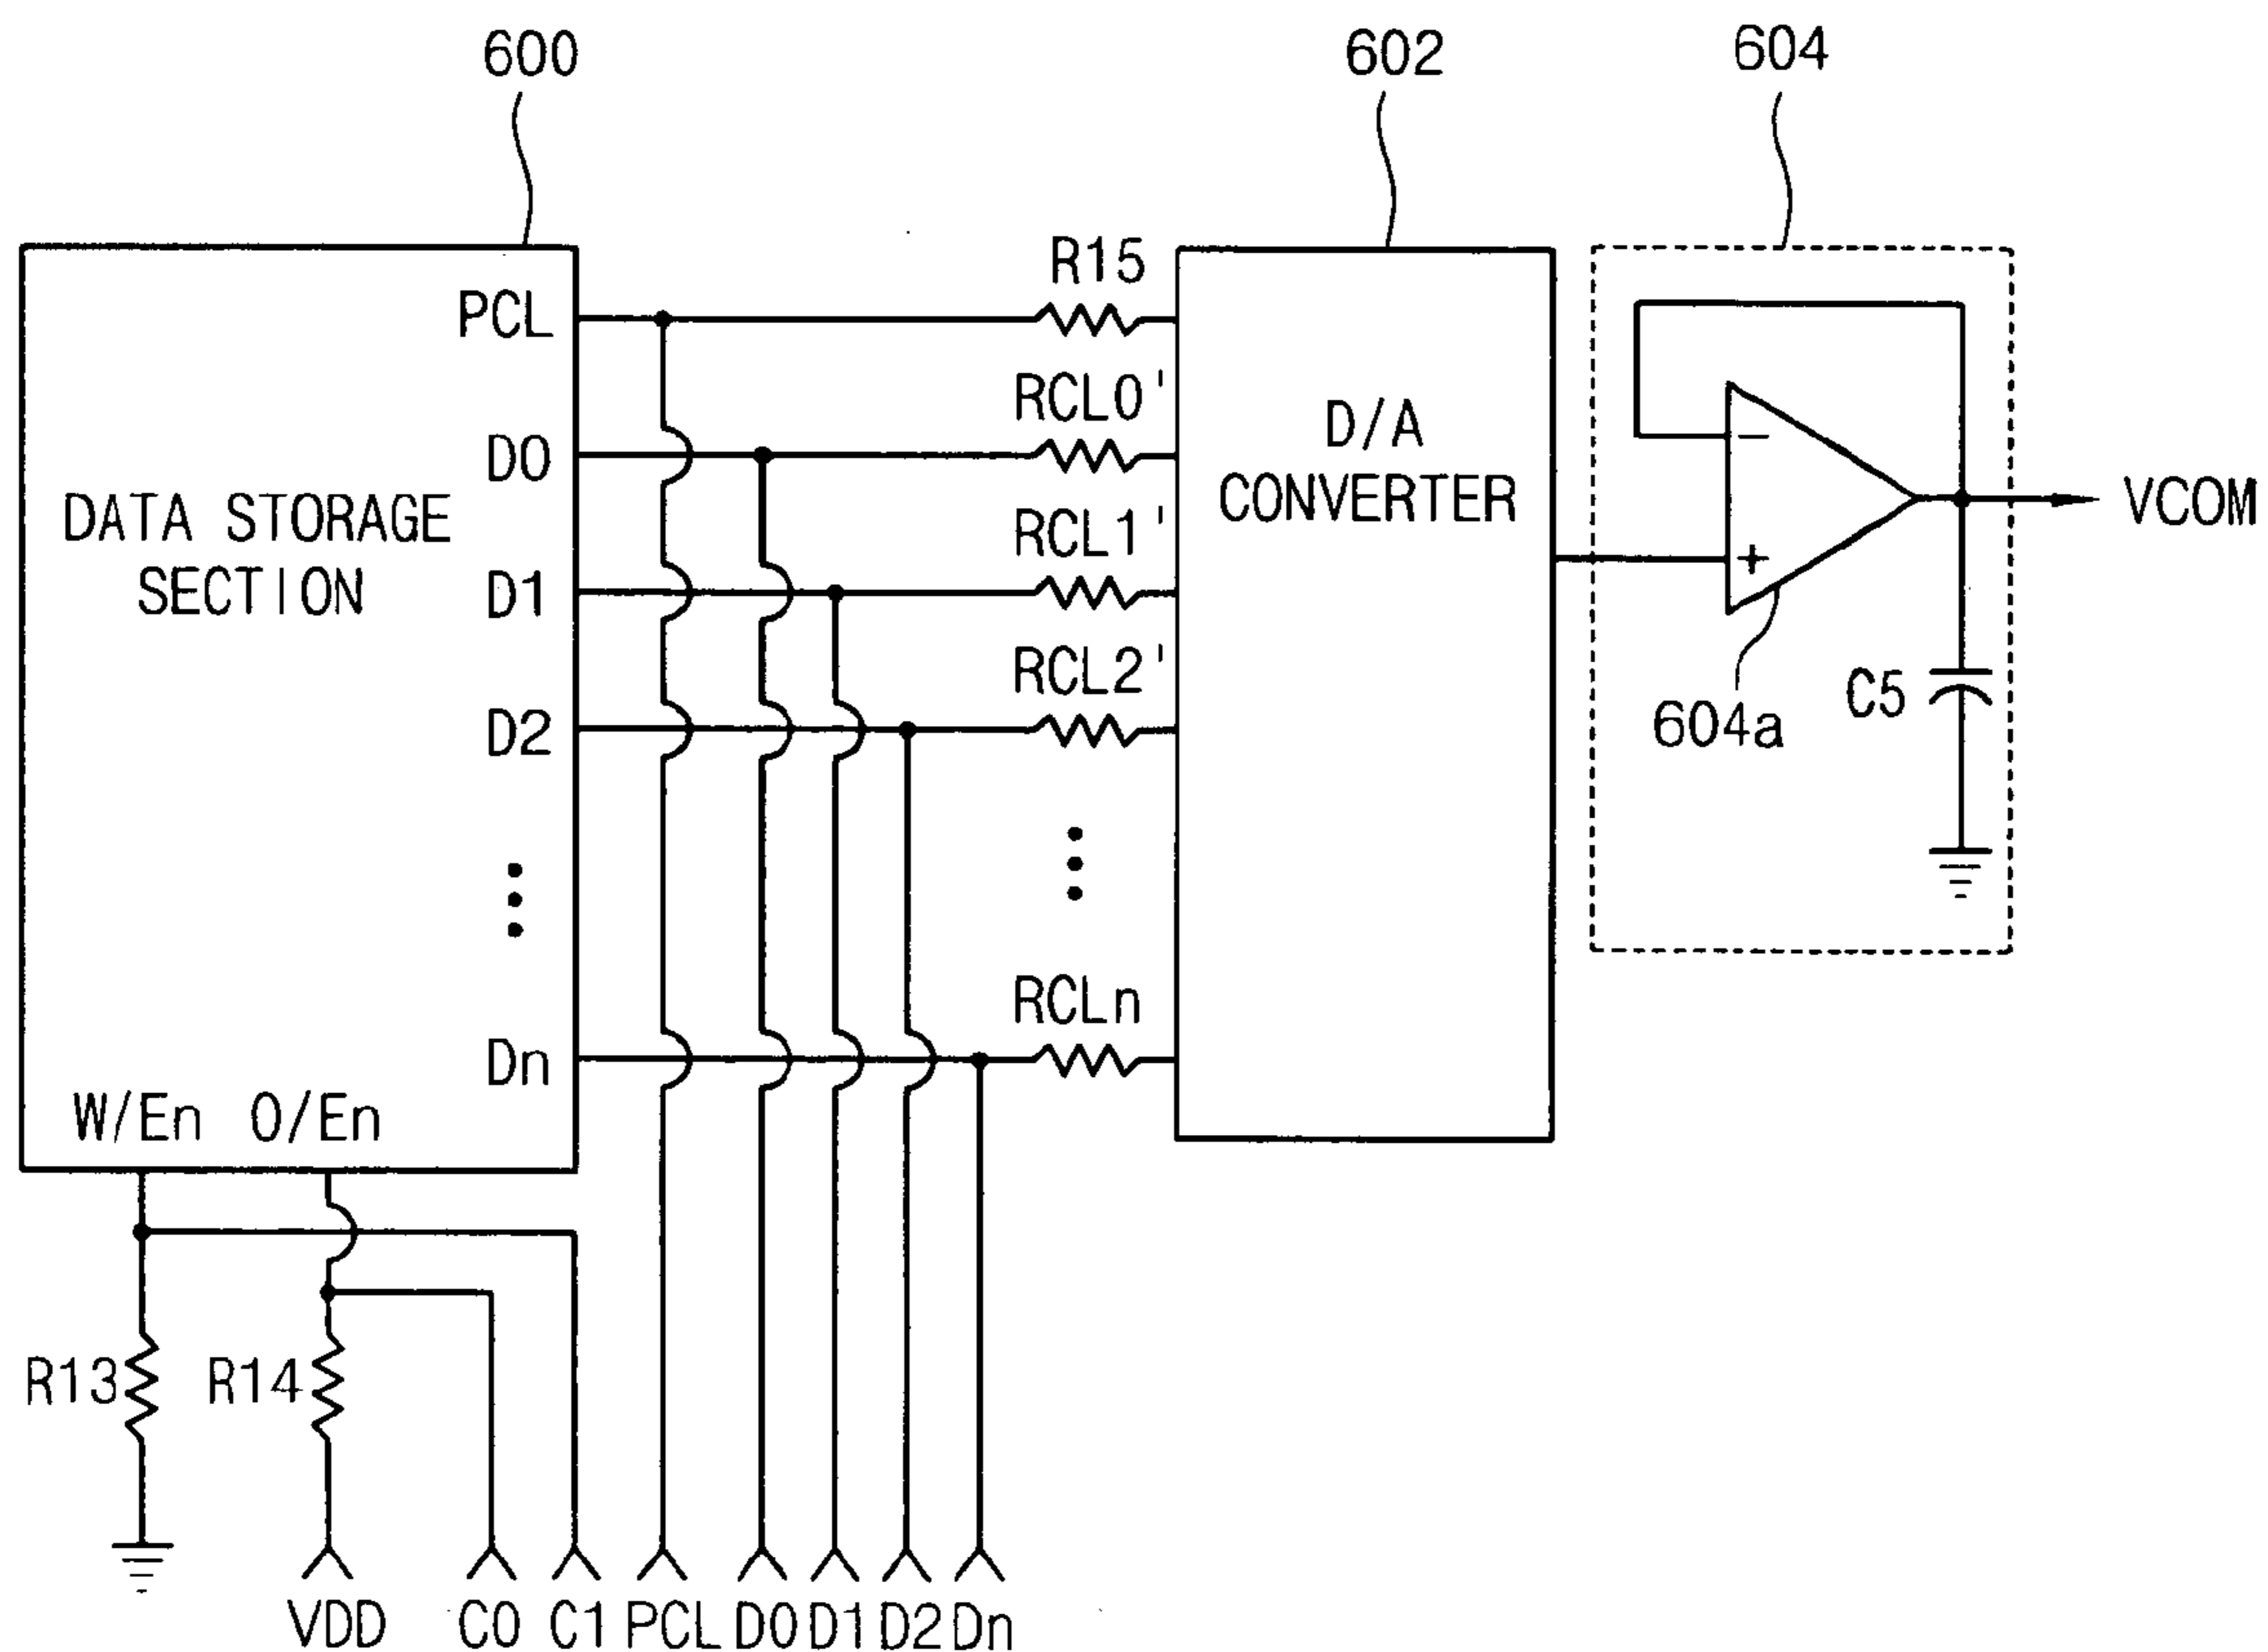 600
602
604
R15
PCL
RCL0'
D0
D/A
CONVERTER
DATA STORAGE
SECTION
RCL1'
D1
RCL2'
D2
RCLn
Dn
W/En O/En
−
+
VCOM
604a
C5
R13
R14
VDD C0 C1 PCL D0 D1 D2 Dn